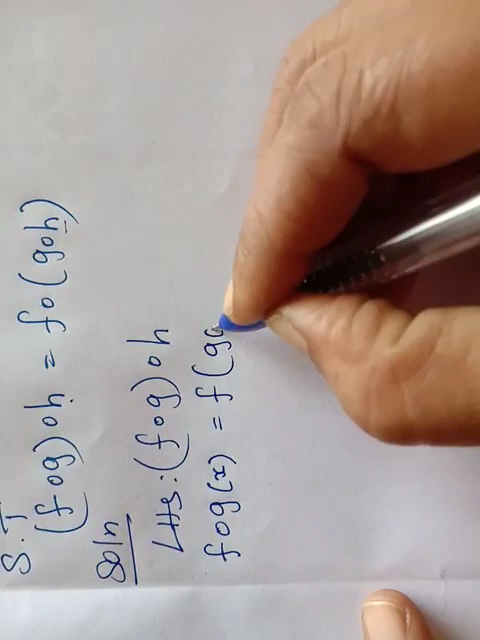 S.T
(fog)oh = fo(goh)
Soln
LHS: (fog)oh
fog(x) = f(g(